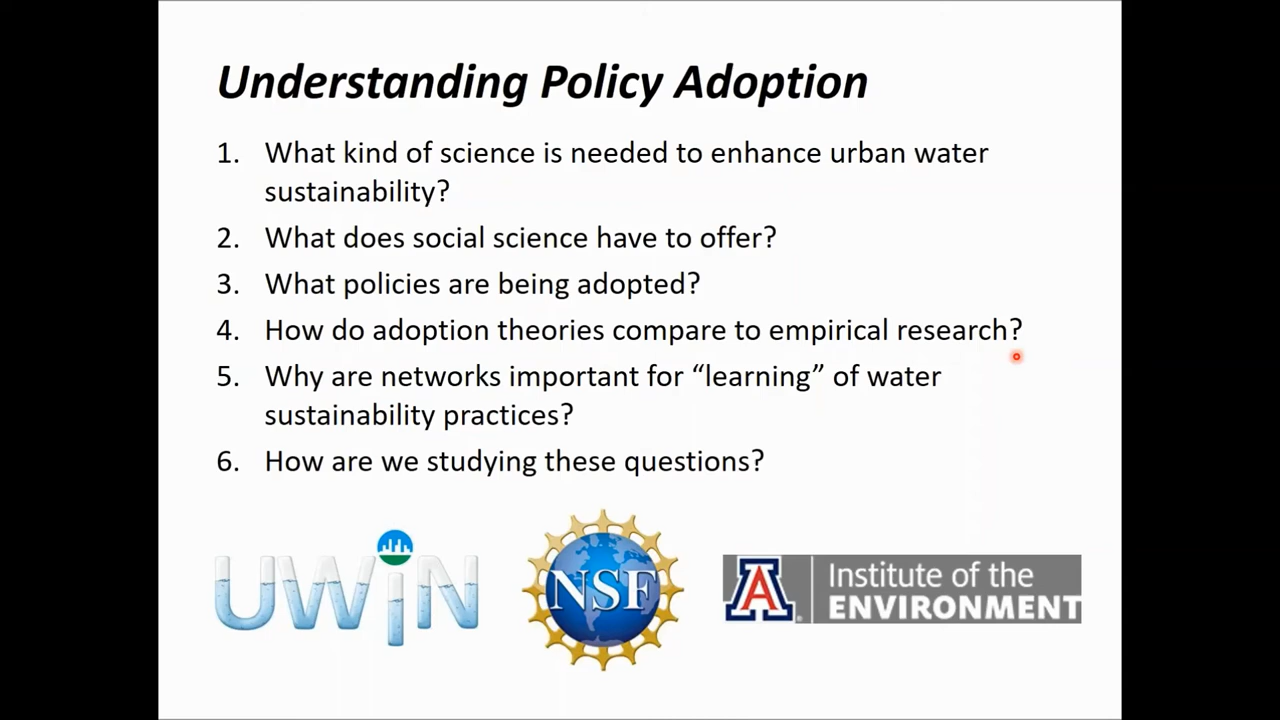 Understanding Policy Adoption
1. What kind of science is needed to enhance urban water
sustainability?
2. What does social science have to offer?
3. What policies are being adopted?
4. How do adoption theories compare to empirical research?
5. Why are networks important for “learning” of water
sustainability practices?
6. How are we studying these questions?
UWiN
NSF
A
Institute of the
ENVIRONMENT